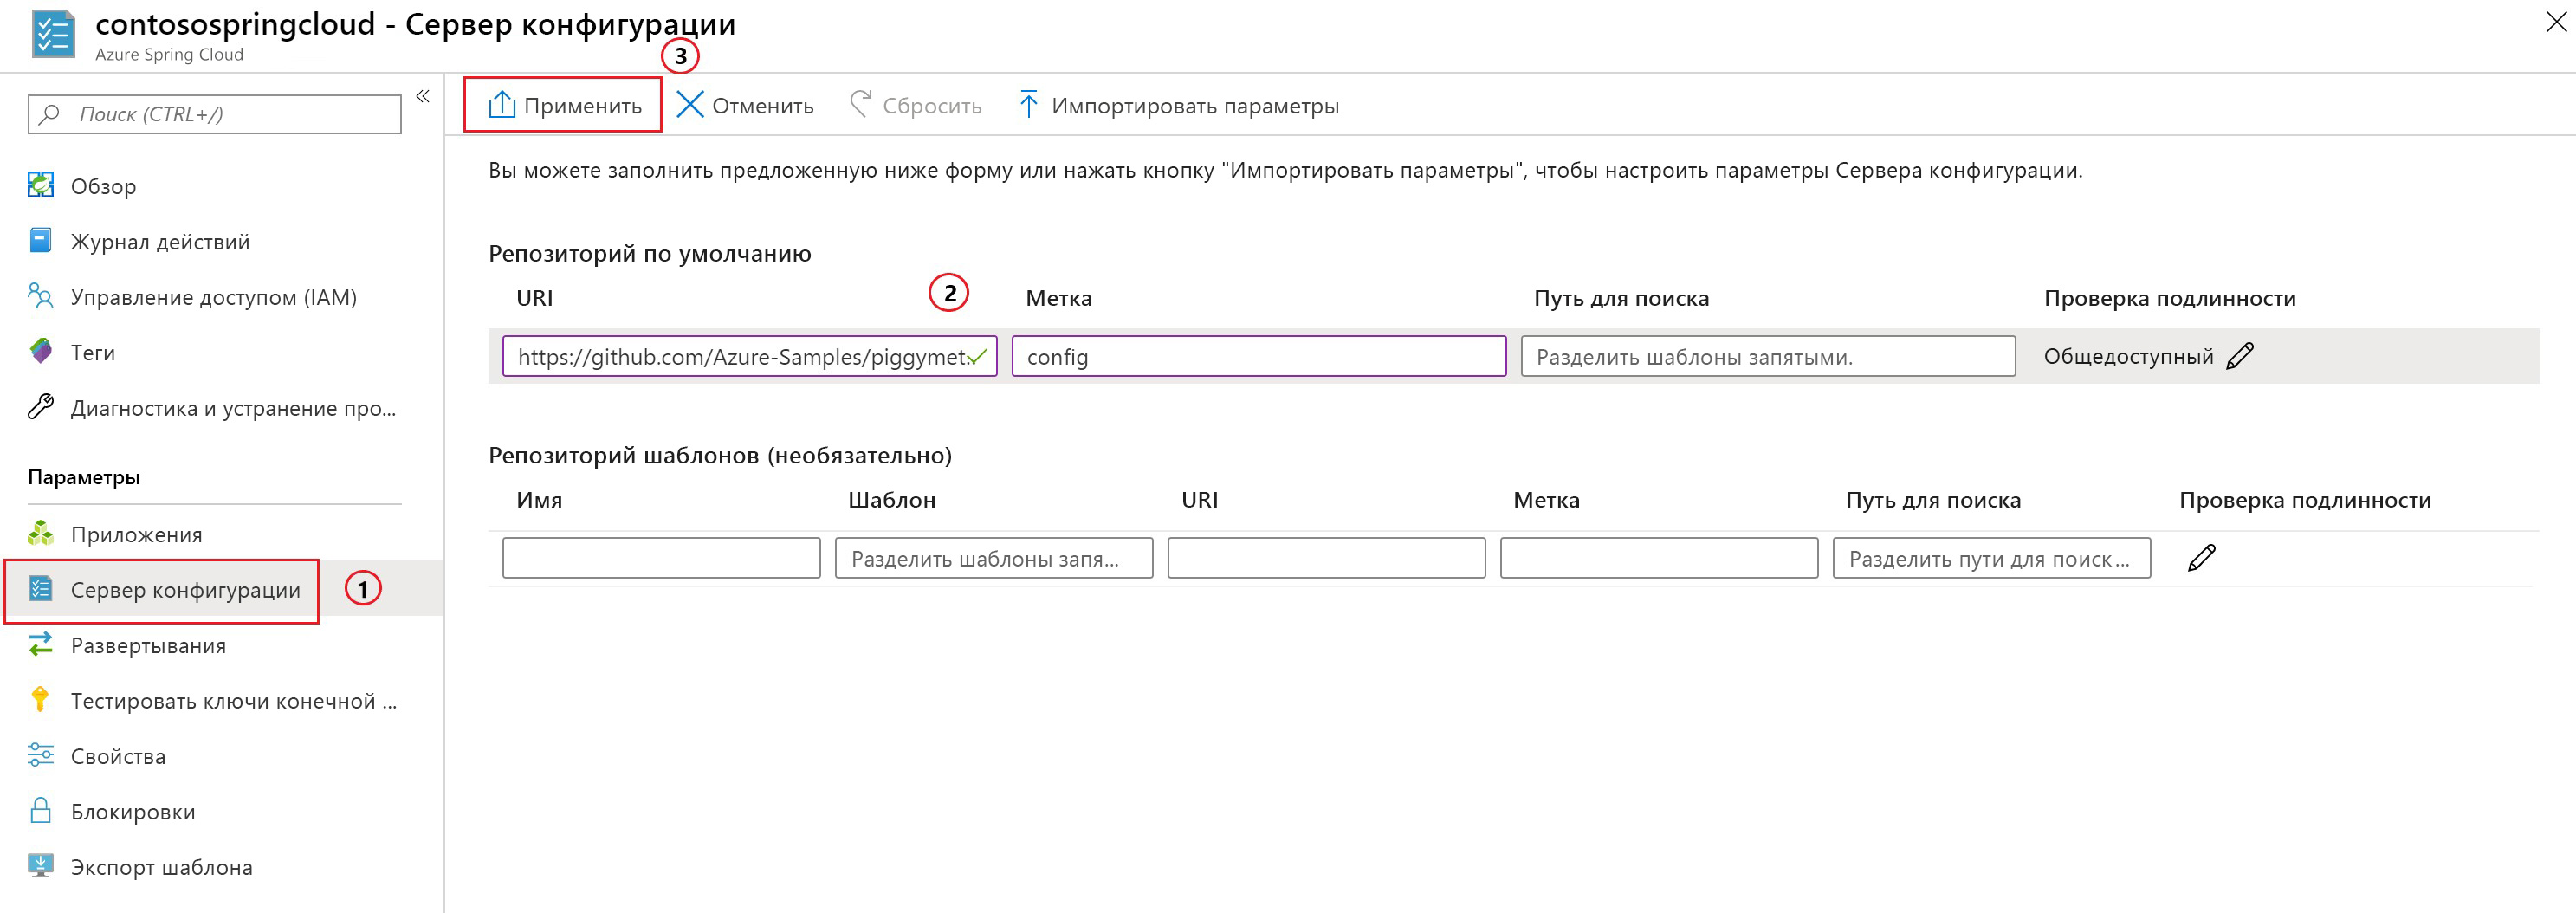 contosospringcloud - Сервер конфигурации
Azure Spring Cloud
3
Поиск (CTRL+/)
«
Обзор
Журнал действий
Управление доступом (IAM)
Теги
Диагностика и устранение про...
Параметры
Приложения
Сервер конфигурации
1
Развертывания
Тестировать ключи конечной ...
Свойства
Блокировки
Экспорт шаблона
Применить Отменить Сбросить Импортировать параметры
Вы можете заполнить предложенную ниже форму или нажать кнопку "Импортировать параметры", чтобы настроить параметры Сервера конфигурации.
Репозиторий по умолчанию
URI 2 Метка Путь для поиска Проверка подлинности
https://github.com/Azure-Samples/piggymet... config Разделить шаблоны запятыми. Общедоступный
Репозиторий шаблонов (необязательно)
Имя Шаблон URI Метка Путь для поиска Проверка подлинности
Разделить шаблоны запя... Разделить пути для поиск...